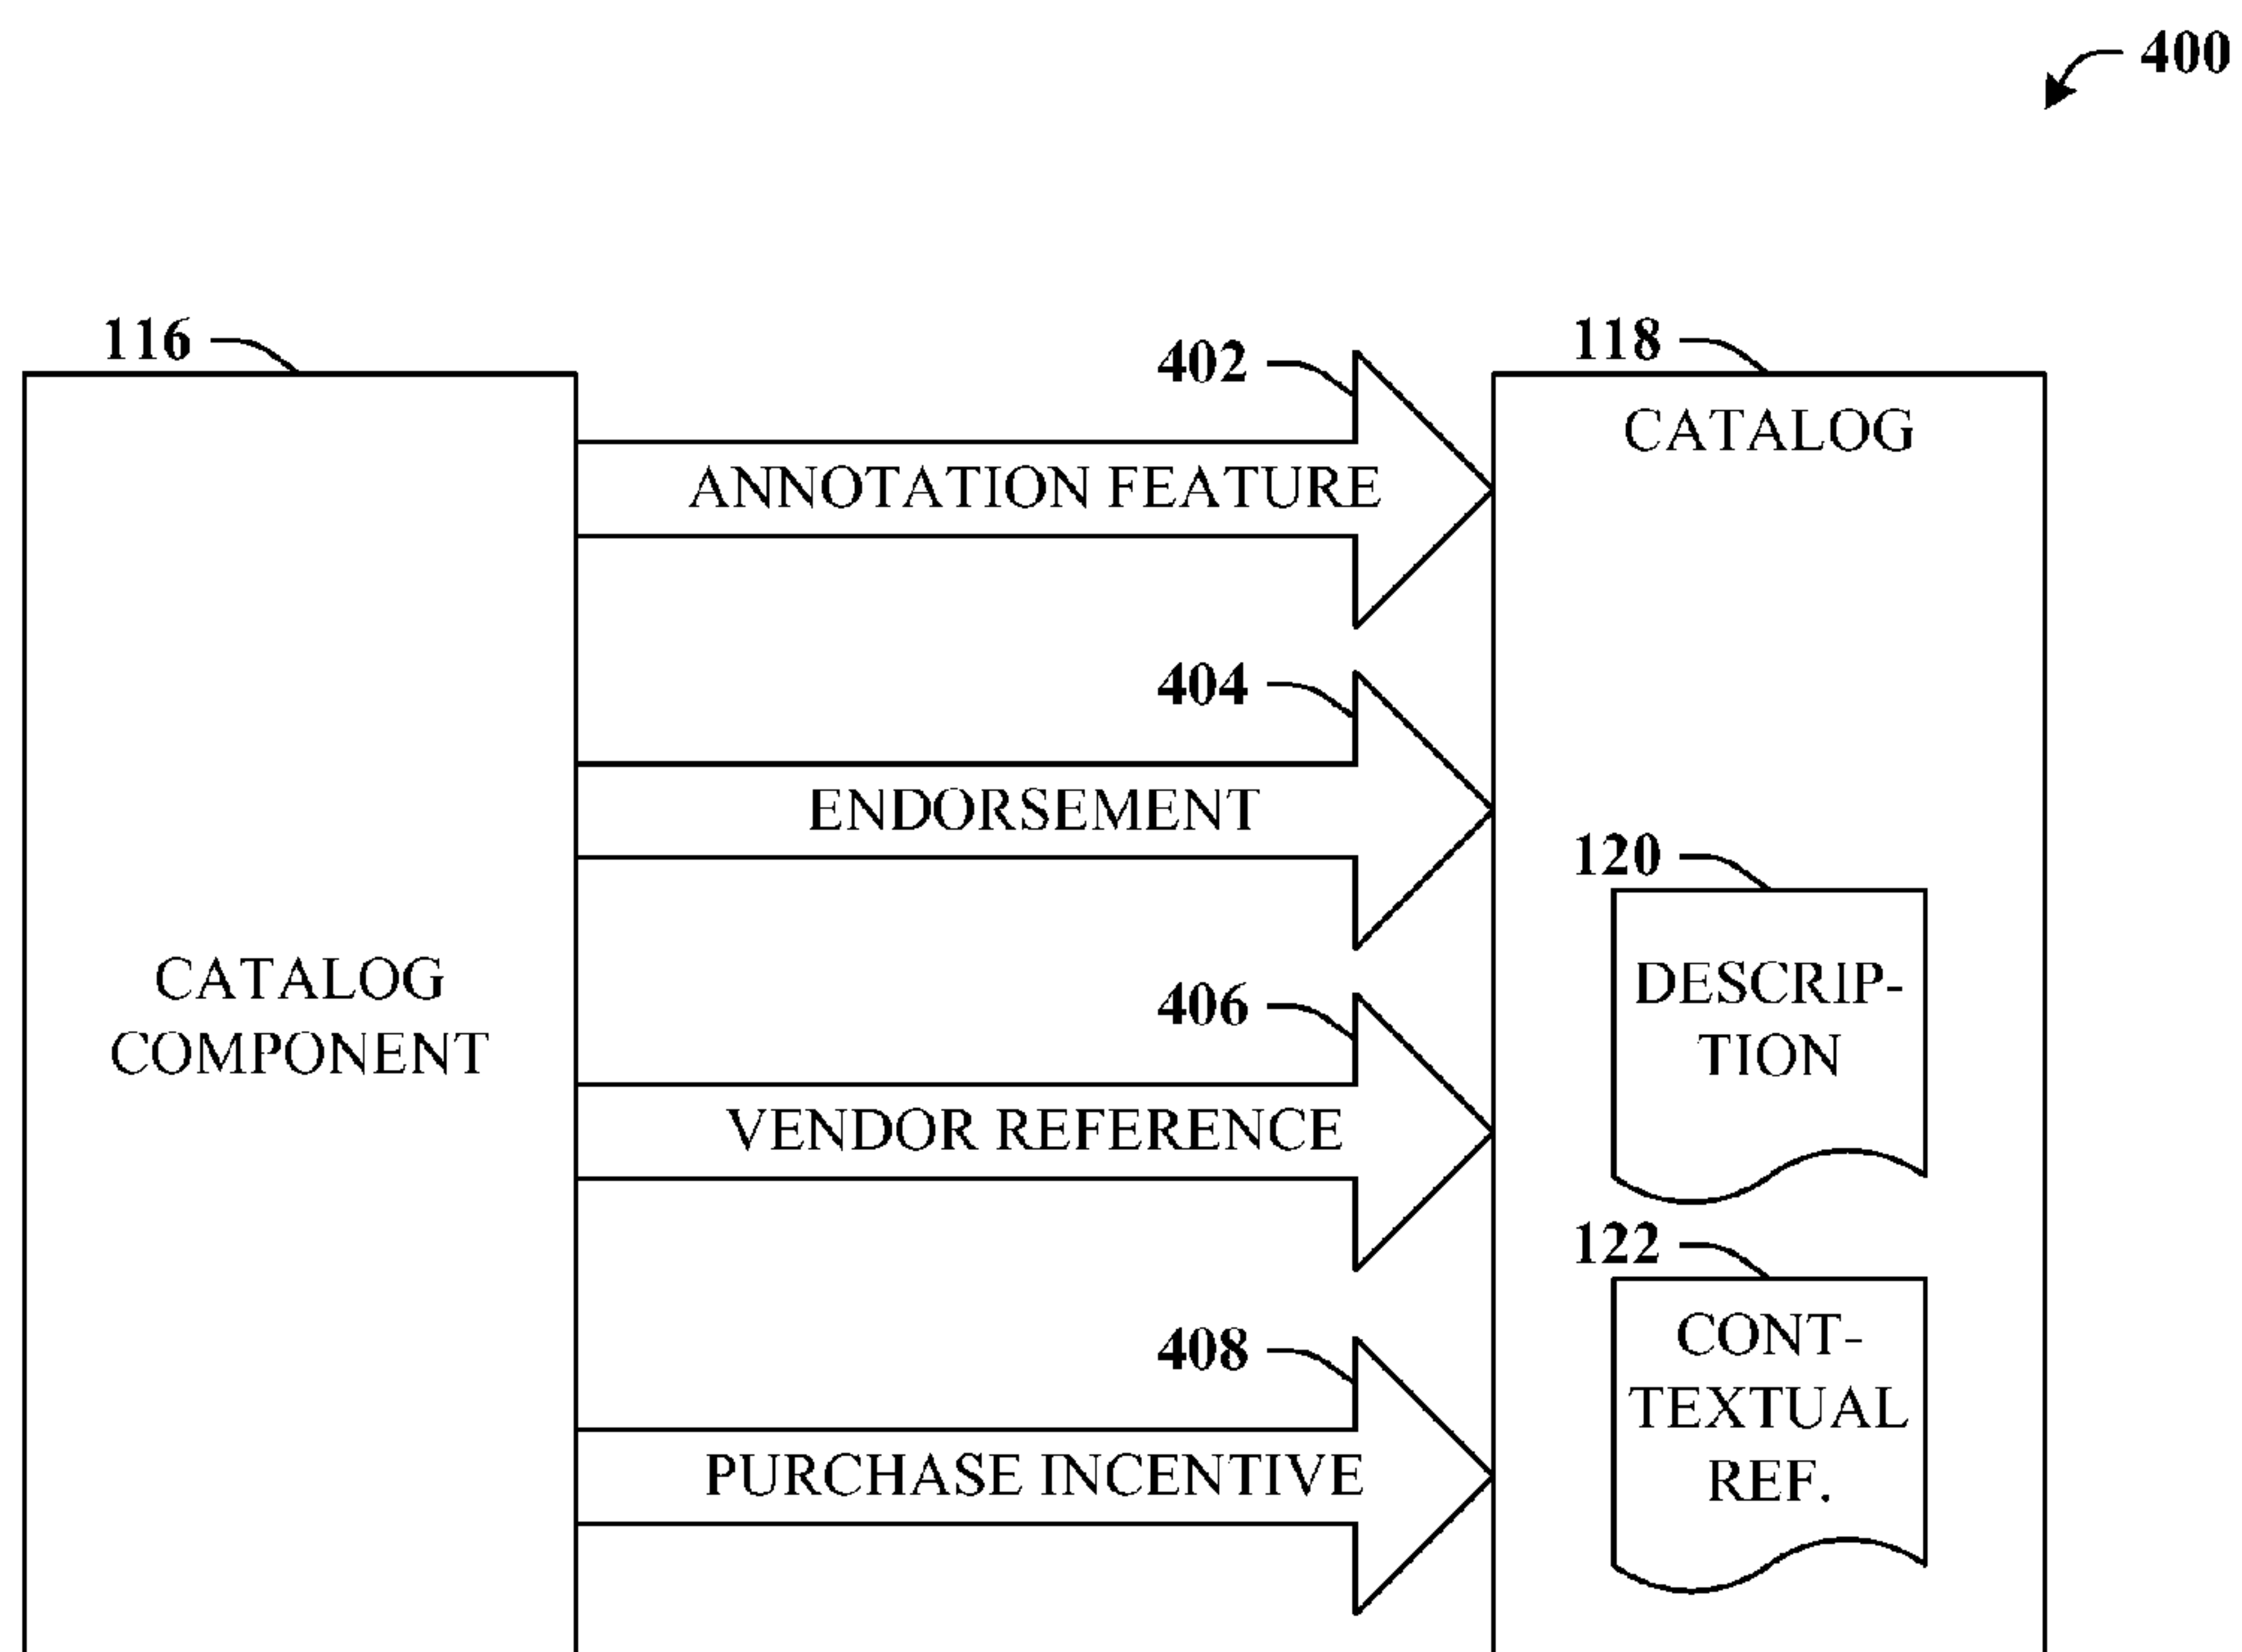 400
116
402
118
CATALOG
ANNOTATION FEATURE
404
ENDORSEMENT
120
CATALOG
COMPONENT
DESCRIP-
TION
406
VENDOR REFERENCE
122
CONT-
TEXTUAL
REF.
408
PURCHASE INCENTIVE